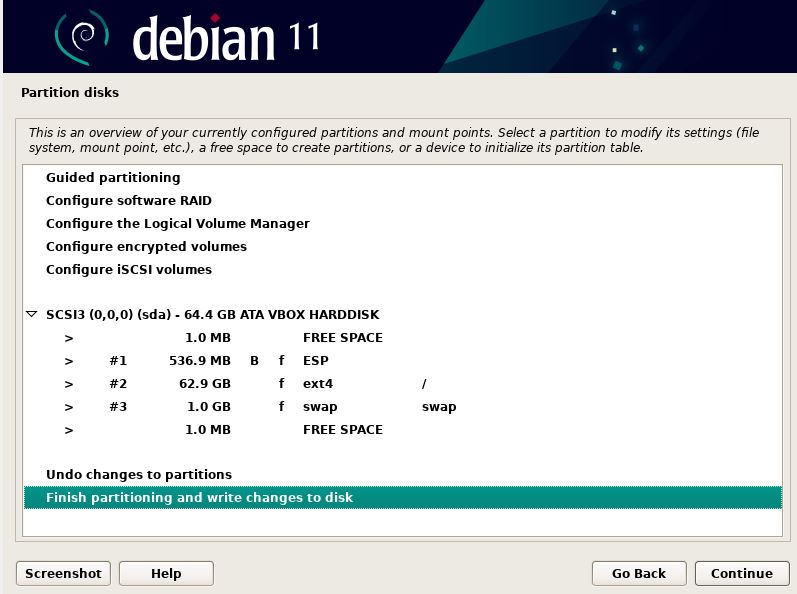 debian 11
Partition disks
This is an overview of your currently configured partitions and mount points. Select a partition to modify its settings (file
system, mount point, etc.), a free space to create partitions, or a device to initialize its partition table.
Guided partitioning
Configure software RAID
Configure the Logical Volume Manager
Configure encrypted volumes
Configure iSCSI volumes
SCSI3 (0,0,0) (sda) - 64.4 GB ATA VBOX HARDDISK
> 1.0 MB FREE SPACE
> #1 536.9 MB B f ESP
> #2 62.9 GB f ext4 /
> #3 1.0 GB f swap swap
> 1.0 MB FREE SPACE
Undo changes to partitions
Finish partitioning and write changes to disk
Screenshot Help Go Back Continue